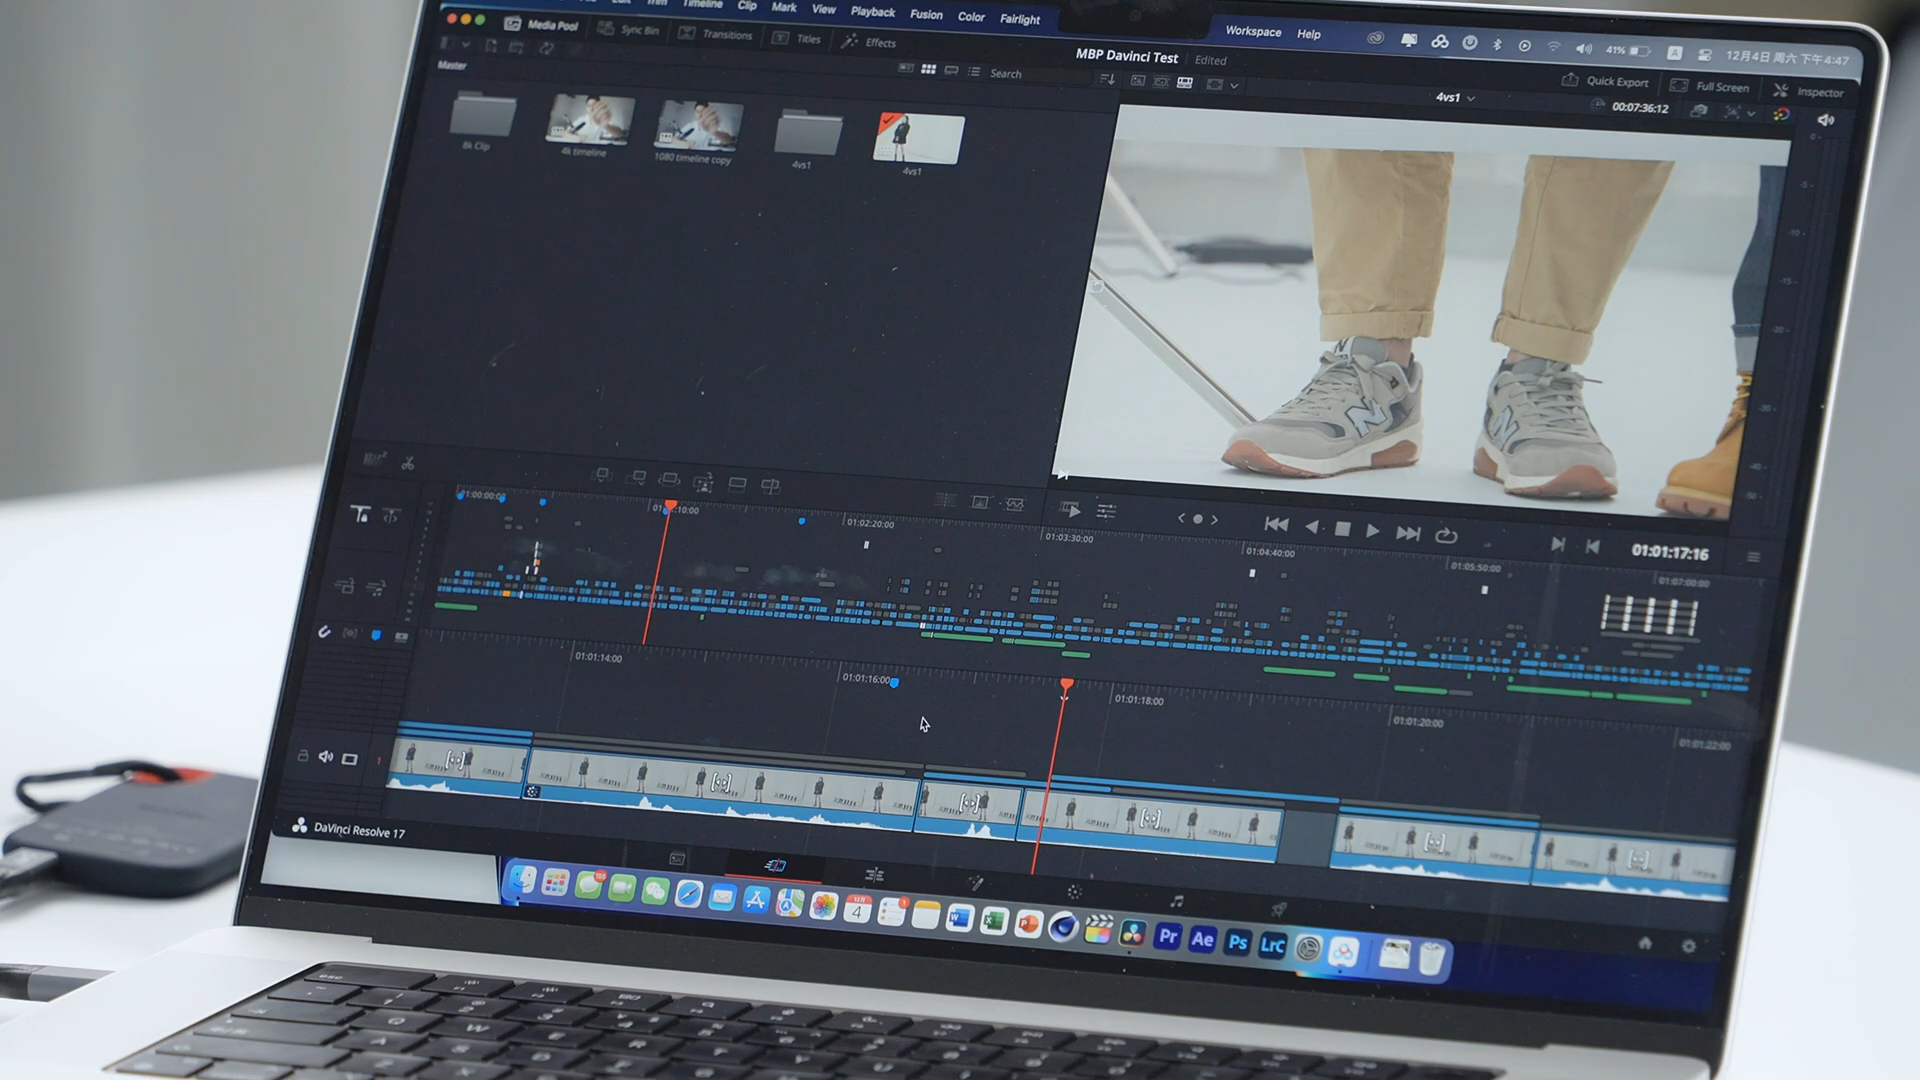 Timeline Clip Mark View Playback Fusion Color Fairlight Workspace Help
41% A 12月4日 周六 下午4:47
Media Pool Sync Bin Transitions Titles Effects
MBP Davinci Test Edited
Quick Export Full Screen Inspector
Master
Search
4vs1
00:07:36:12
8k Clip
4k timeline
1080 timeline copy
4vs1
4vs1
01:01:17:16
01:02:20:00
01:03:30:00
01:04:40:00
01:05:50:00
01:07:00:00
01:01:14:00
01:01:16:00
01:01:18:00
01:01:20:00
01:01:22:00
1
DaVinci Resolve 17
4
Pr Ae Ps LrC
N
N